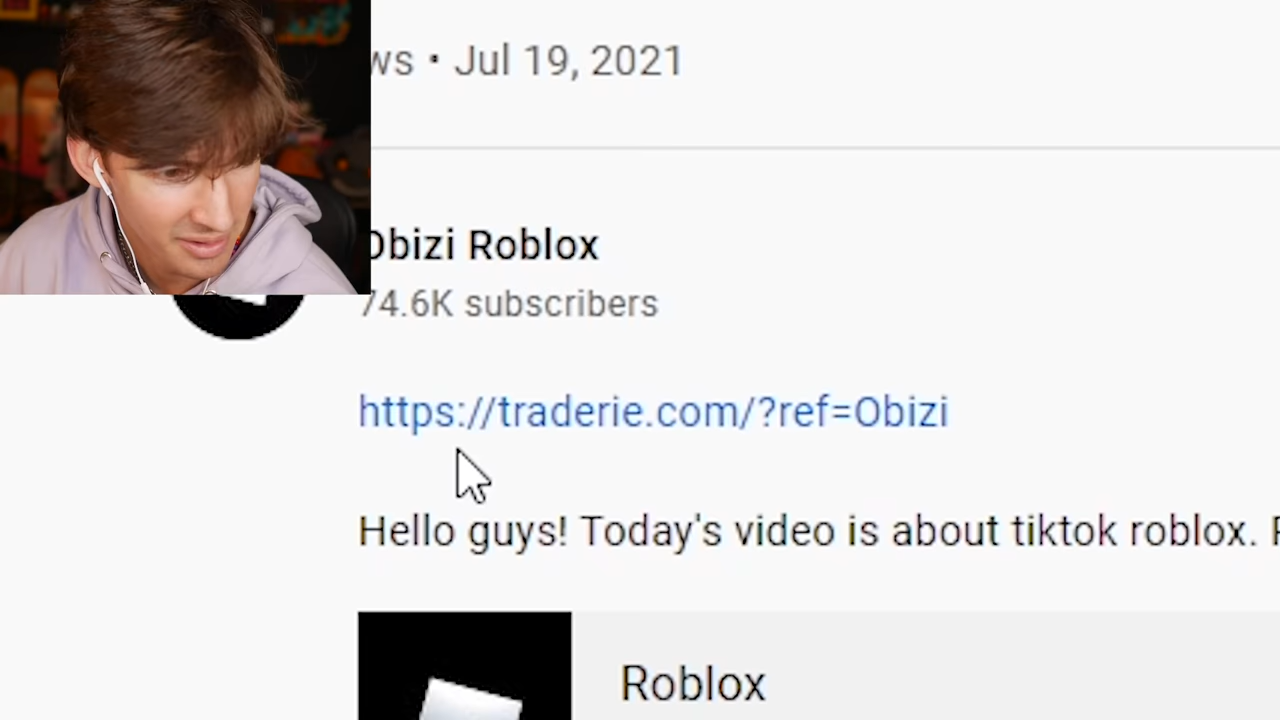 ws • Jul 19, 2021
Obizi Roblox
74.6K subscribers
https://traderie.com/?ref=Obizi
Hello guys! Today's video is about tiktok roblox.
Roblox